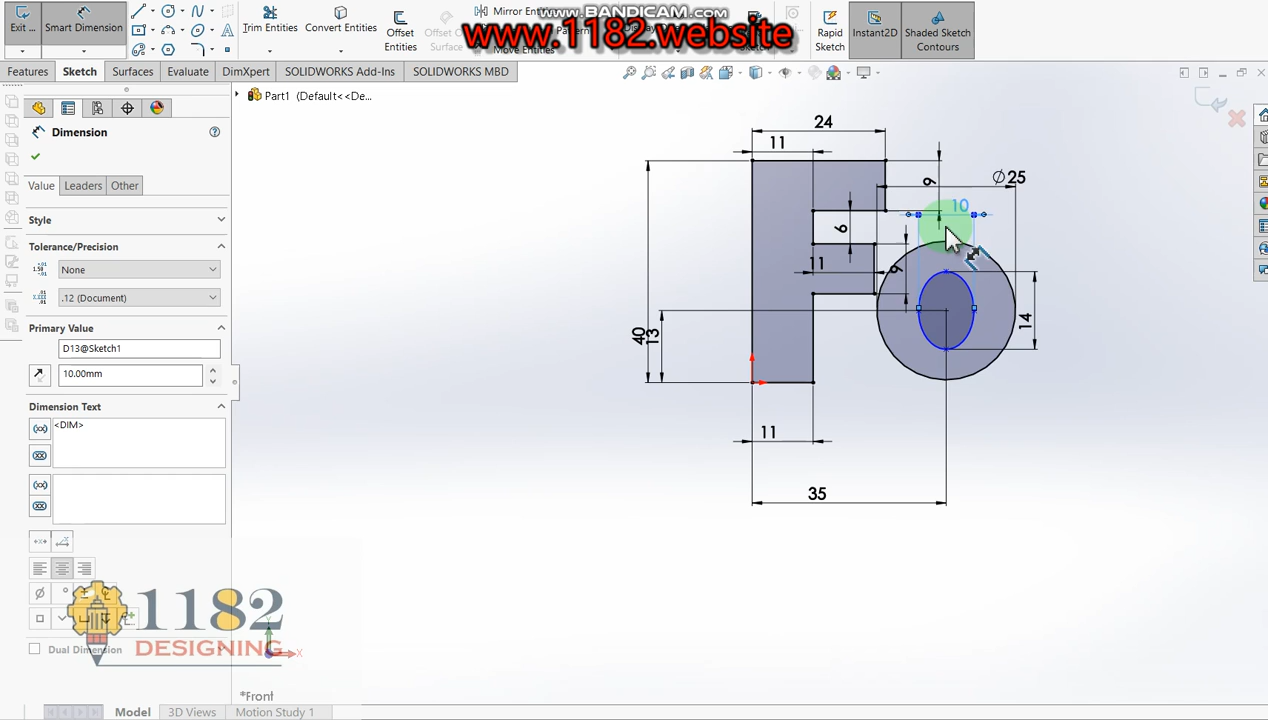 www.BANDICAM.com
www.1182.website
Exit ...
Smart Dimension
Trim Entities
Convert Entities
Offset Entities
Mirror Entities
Move Entities
Rapid Sketch
Instant2D
Shaded Sketch Contours
Features
Sketch
Surfaces
Evaluate
DimXpert
SOLIDWORKS Add-Ins
SOLIDWORKS MBD
Part1 (Default<<De...
Dimension
Value
Leaders
Other
Style
Tolerance/Precision
None
.12 (Document)
Primary Value
D13@Sketch1
10.00mm
Dimension Text
<DIM>
Dual Dimension
24
11
9
Ø25
10
6
11
9
40
13
14
11
35
1182
DESIGNING
Y
X
*Front
Model
3D Views
Motion Study 1